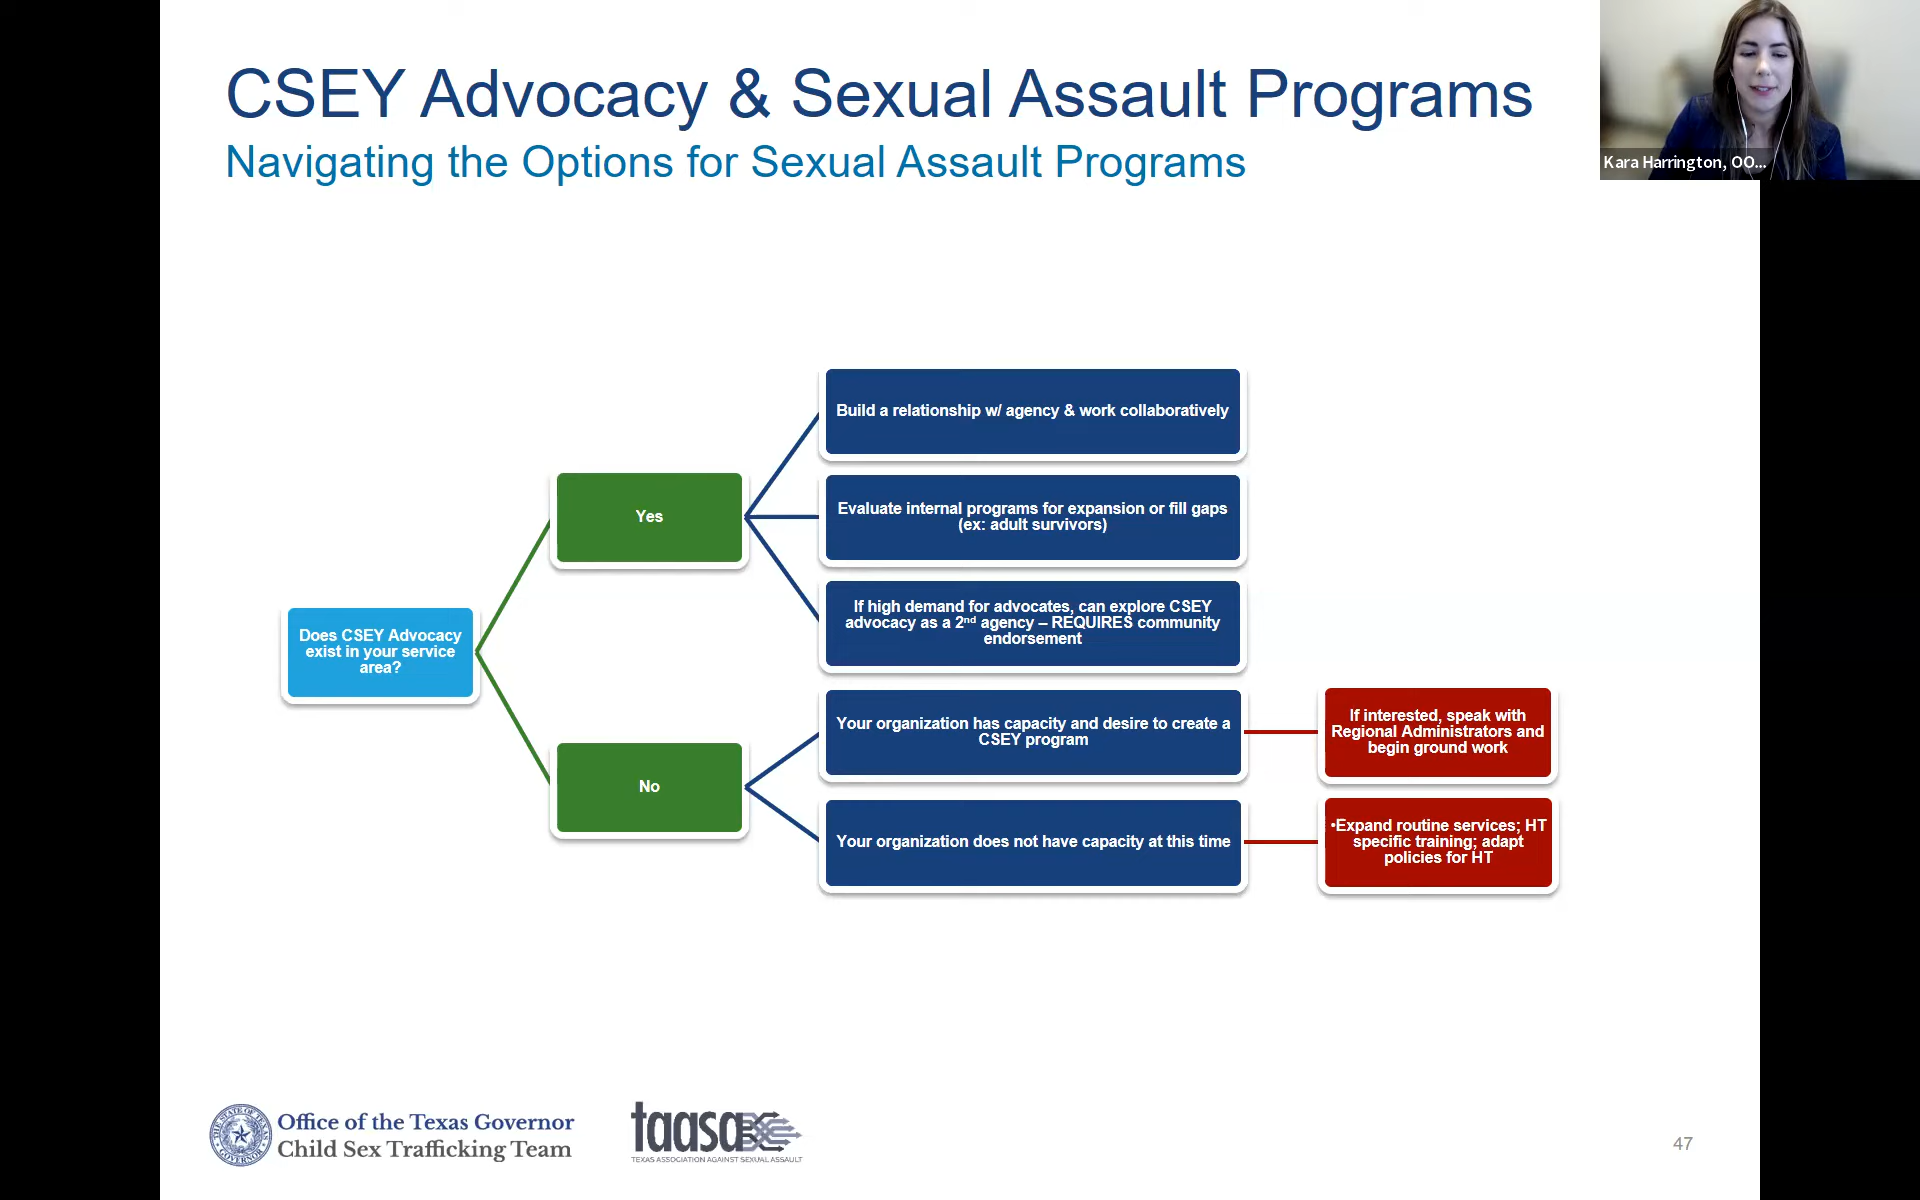 CSEY Advocacy & Sexual Assault Programs
Navigating the Options for Sexual Assault Programs
Kara Harrington, OO...
Does CSEY Advocacy
exist in your service
area?
Yes
Build a relationship w/ agency & work collaboratively
Evaluate internal programs for expansion or fill gaps
(ex: adult survivors)
If high demand for advocates, can explore CSEY
advocacy as a 2nd agency – REQUIRES community
endorsement
No
Your organization has capacity and desire to create a
CSEY program
If interested, speak with
Regional Administrators and
begin ground work
Your organization does not have capacity at this time
•Expand routine services; HT
specific training; adapt
policies for HT
Office of the Texas Governor
Child Sex Trafficking Team
taasa
TEXAS ASSOCIATION AGAINST SEXUAL ASSAULT
47